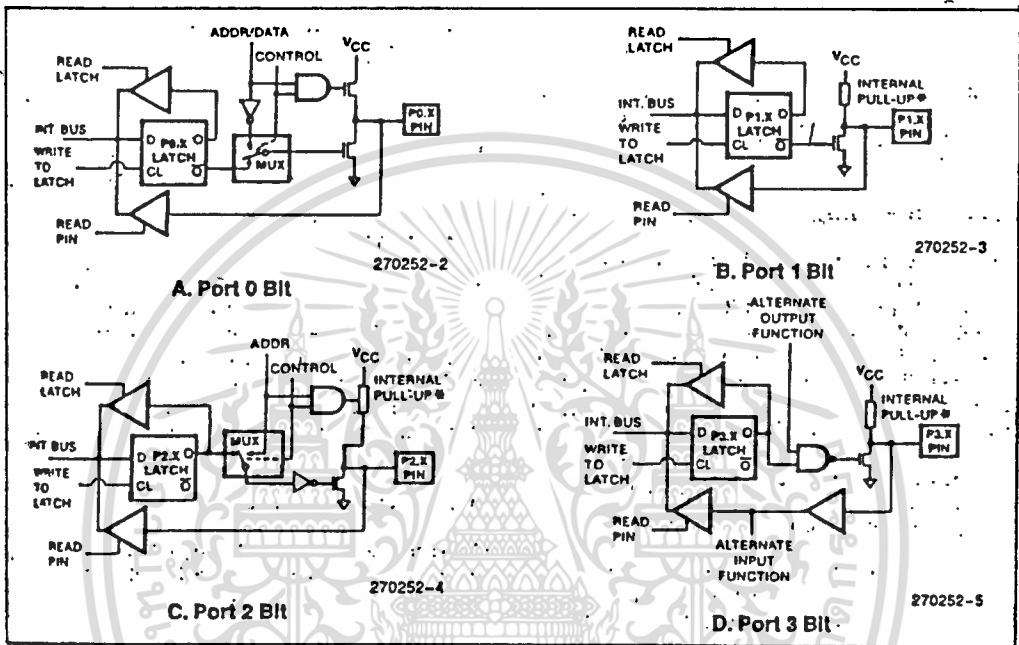 ADDR/DATA
CONTROL
VCC
READ
LATCH
INT BUS
WRITE
TO
LATCH
D P0.X Q
LATCH
CL Q
MUX
P0.X
PIN
READ
PIN
270252-2
A. Port 0 Bit
READ
LATCH
VCC
INTERNAL
PULL-UP*
INT. BUS
WRITE
TO
LATCH
D P1.X Q
LATCH
CL Q
P1.X
PIN
READ
PIN
270252-3
B. Port 1 Bit
ADDR
CONTROL
VCC
INTERNAL
PULL-UP*
READ
LATCH
INT BUS
WRITE
TO
LATCH
D P2.X Q
LATCH
CL Q
MUX
P2.X
PIN
READ
PIN
270252-4
C. Port 2 Bit
ALTERNATE
OUTPUT
FUNCTION
VCC
INTERNAL
PULL-UP*
READ
LATCH
INT. BUS
WRITE
TO
LATCH
D P3.X Q
LATCH
CL Q
P3.X
PIN
READ
PIN
ALTERNATE
INPUT
FUNCTION
270252-5
D. Port 3 Bit